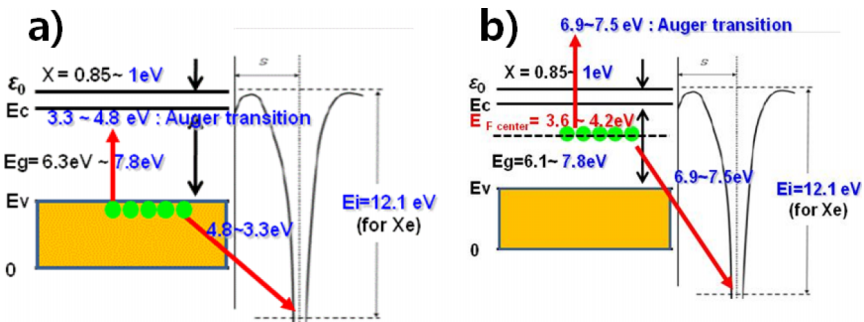 a)
s
X = 0.85~ 1eV
ε0
Ec
3.3 ~ 4.8 eV : Auger transition
Eg= 6.3eV ~ 7.8eV
Ev
4.8~3.3eV
Ei=12.1 eV
(for Xe)
0
b)
6.9~7.5 eV : Auger transition
s
X = 0.85~ 1eV
ε0
Ec
E F center = 3.6 ~ 4.2eV
Eg=6.1~ 7.8eV
6.9~7.5eV
Ev
Ei=12.1 eV
(for Xe)
0